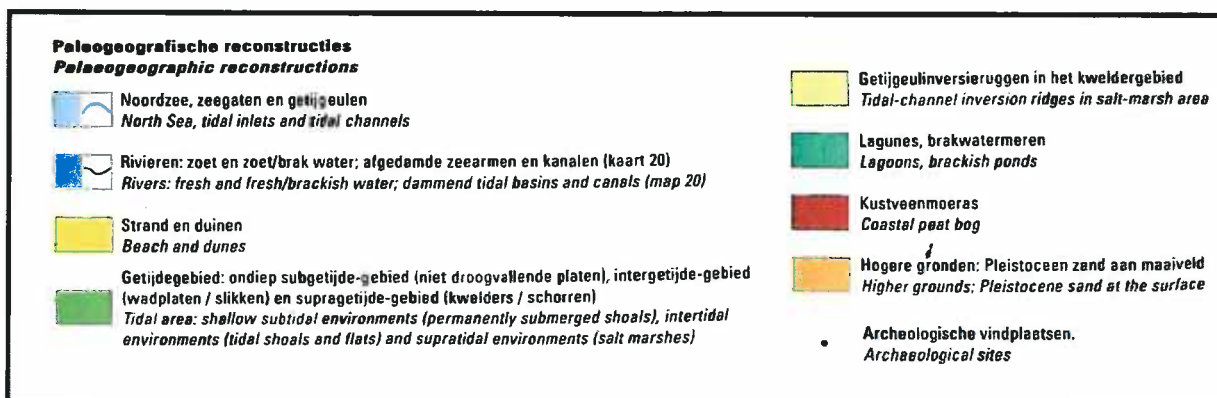 Paleogeografische reconstructies
Palaeogeographic reconstructions
Noordzee, zeegaten en getijgeulen
North Sea, tidal inlets and tidal channels
Rivieren: zoet en zoet/brak water; afgedamde zeearmen en kanalen (kaart 20)
Rivers: fresh and fresh/brackish water; dammend tidal basins and canals (map 20)
Strand en duinen
Beach and dunes
Getijdegebied: ondiep subgetijde-gebied (niet droogvallende platen), intergetijde-gebied
(wadplaten / slikken) en supragetijde-gebied (kwelders / schorren)
Tidal area: shallow subtidal environments (permanently submerged shoals), intertidal
environments (tidal shoals and flats) and supratidal environments (salt marshes)
Getijgeulinversieruggen in het kweldergebied
Tidal-channel inversion ridges in salt-marsh area
Lagunes, brakwatermeren
Lagoons, brackish ponds
Kustveenmoeras
Coastal peat bog
Hogere gronden: Pleistoceen zand aan maaiveld
Higher grounds: Pleistocene sand at the surface
Archeologische vindplaatsen.
Archaeological sites